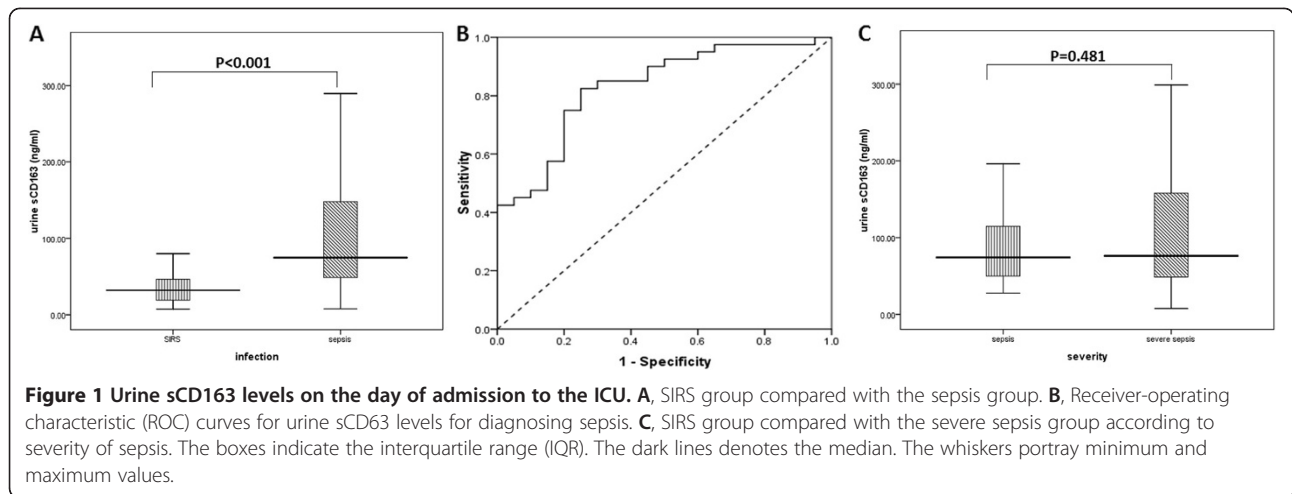 A
P<0.001
300.00
200.00
100.00
0.00
urine sCD163 (ng/ml)
SIRS
sepsis
infection
B
1.0
0.8
0.6
0.4
0.2
0.0
Sensitivity
0.0 0.2 0.4 0.6 0.8 1.0
1 - Specificity
C
P=0.481
300.00
200.00
100.00
0.00
urine sCD163 (ng/ml)
sepsis
severe sepsis
severity
Figure 1 Urine sCD163 levels on the day of admission to the ICU. A, SIRS group compared with the sepsis group. B, Receiver-operating
characteristic (ROC) curves for urine sCD63 levels for diagnosing sepsis. C, SIRS group compared with the severe sepsis group according to
severity of sepsis. The boxes indicate the interquartile range (IQR). The dark lines denotes the median. The whiskers portray minimum and
maximum values.